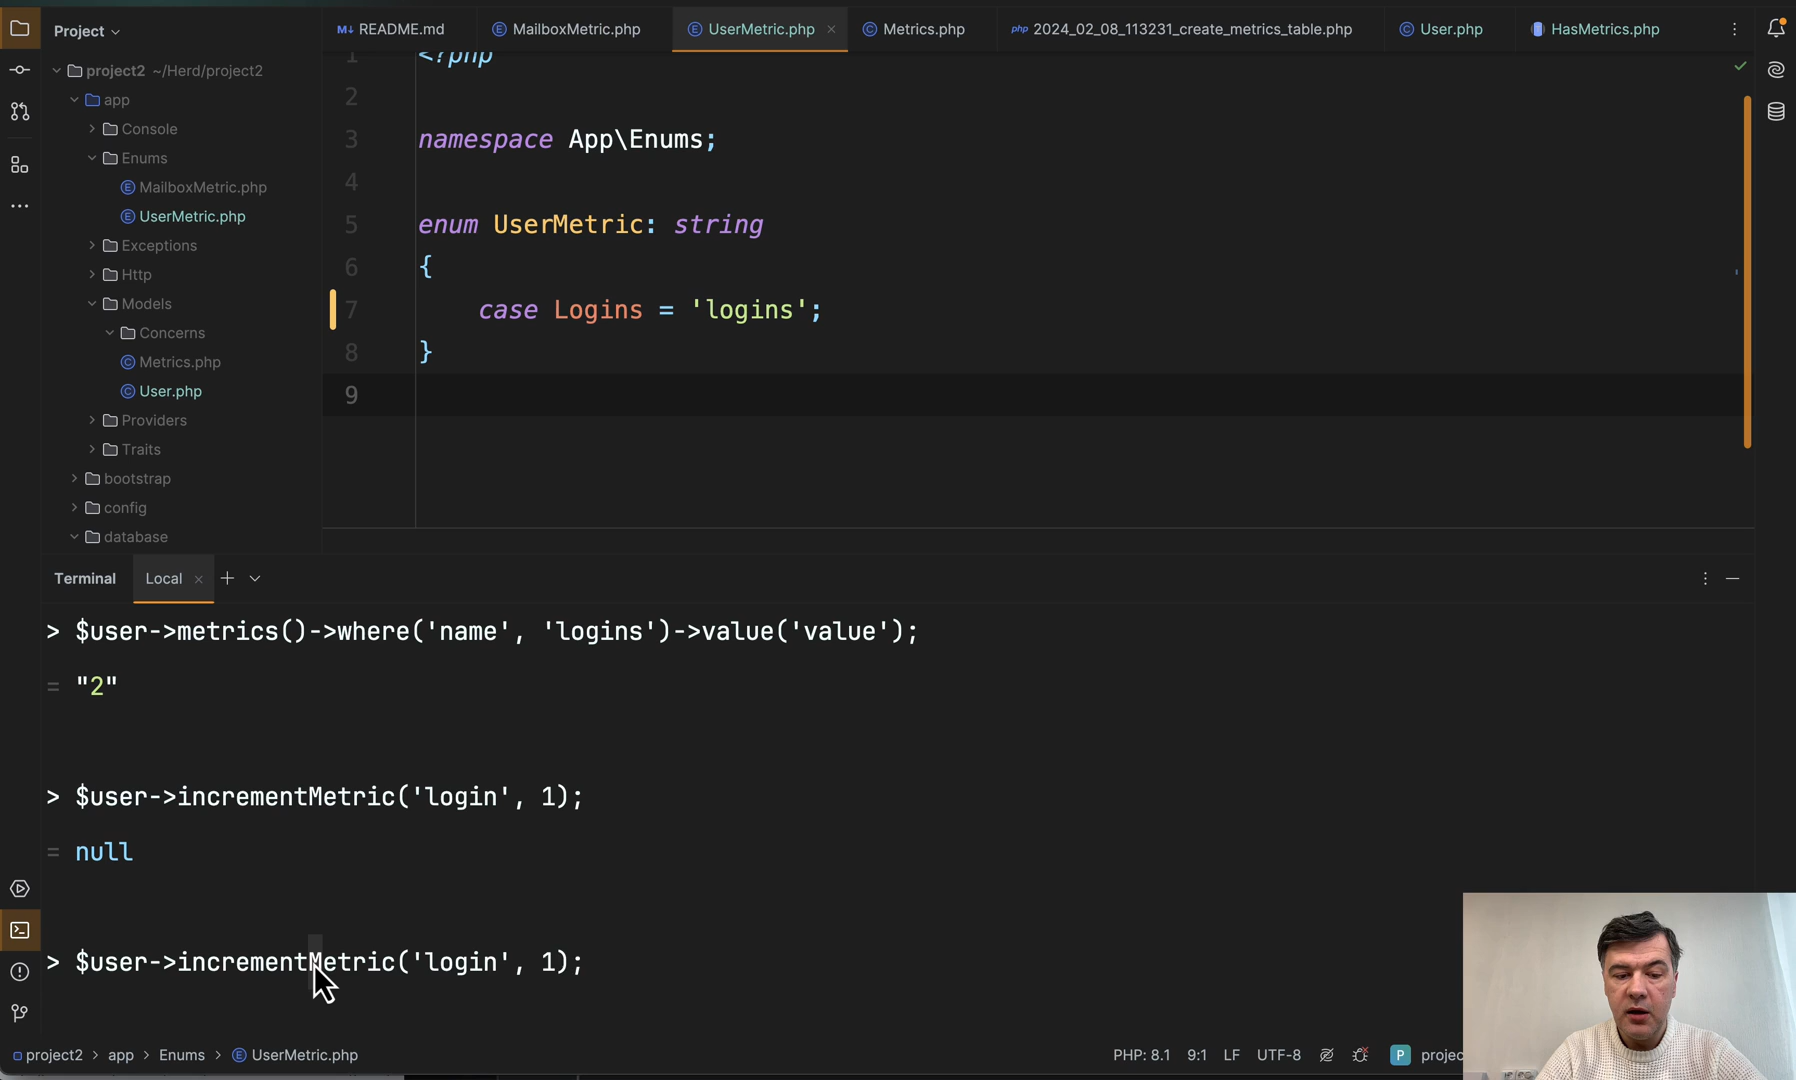 Project
README.md
MailboxMetric.php
UserMetric.php
Metrics.php
php 2024_02_08_113231_create_metrics_table.php
User.php
HasMetrics.php
project2 ~/Herd/project2
app
Console
Enums
MailboxMetric.php
UserMetric.php
Exceptions
Http
Models
Concerns
Metrics.php
User.php
Providers
Traits
bootstrap
config
database
1 <?php
2
3 namespace App\Enums;
4
5 enum UserMetric: string
6 {
7 case Logins = 'logins';
8 }
9
Terminal Local
> $user->metrics()->where('name', 'logins')->value('value');
= "2"
> $user->incrementMetric('login', 1);
= null
> $user->incrementMetric('login', 1);
project2 > app > Enums > UserMetric.php
PHP: 8.1 9:1 LF UTF-8 P projec